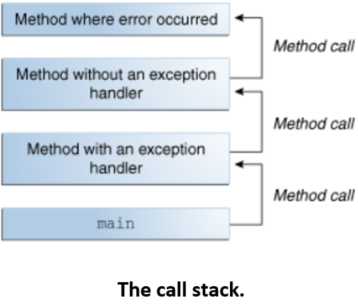 Method where error occurred
Method call
Method without an exception
handler
Method call
Method with an exception
handler
Method call
main
The call stack.